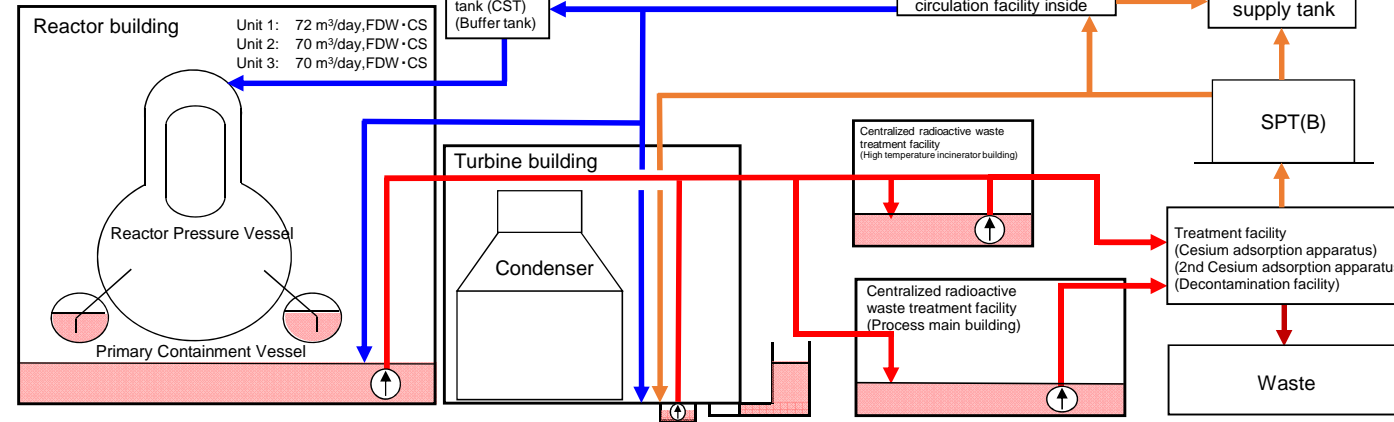 tank (CST)
(Buffer tank)
circulation facility inside
supply tank
Reactor building
Unit 1: 72 m³/day,FDW・CS
Unit 2: 70 m³/day,FDW・CS
Unit 3: 70 m³/day,FDW・CS
SPT(B)
Centralized radioactive waste
treatment facility
(High temperature incinerator building)
Turbine building
Reactor Pressure Vessel
Condenser
Treatment facility
(Cesium adsorption apparatus)
(2nd Cesium adsorption apparatu
(Decontamination facility)
Centralized radioactive
waste treatment facility
(Process main building)
Primary Containment Vessel
Waste